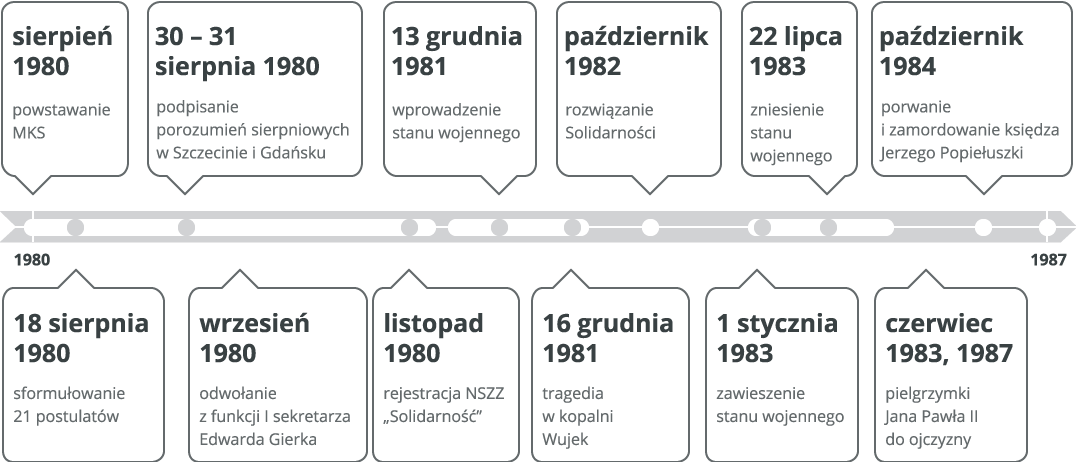 sierpień
1980
powstawanie
MKS
30 – 31
sierpnia 1980
podpisanie
porozumień sierpniowych
w Szczecinie i Gdańsku
13 grudnia
1981
wprowadzenie
stanu wojennego
październik
1982
rozwiązanie
Solidarności
22 lipca
1983
zniesienie
stanu
wojennego
październik
1984
porwanie
i zamordowanie księdza
Jerzego Popiełuszki
1980
1987
18 sierpnia
1980
sformułowanie
21 postulatów
wrzesień
1980
odwołanie
z funkcji I sekretarza
Edwarda Gierka
listopad
1980
rejestracja NSZZ
„Solidarność”
16 grudnia
1981
tragedia
w kopalni
Wujek
1 stycznia
1983
zawieszenie
stanu wojennego
czerwiec
1983, 1987
pielgrzymki
Jana Pawła II
do ojczyzny